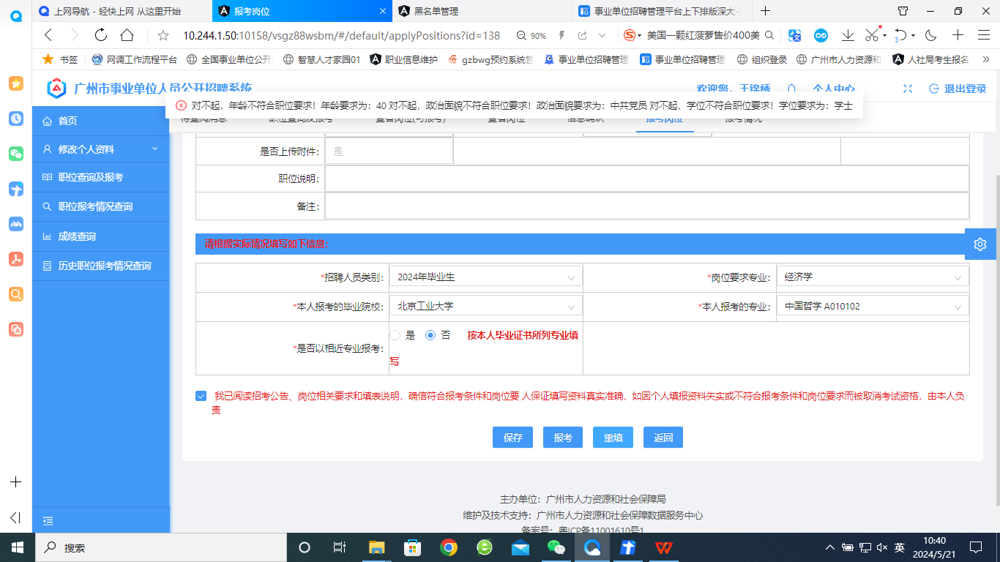 上网导航 - 轻快上网 从这里开始
报考岗位
黑名单管理
事业单位招聘管理平台上下排版深大-
10.244.1.50:10158/vsgz88wsbm/#/default/applyPositions?id=138
90%
美国一颗红菠萝售价400美
3
书签
网调工作流程平台
全国事业单位公开
智慧人才家园01
职业信息维护
gzbwg预约系统管
事业单位招聘管理
事业单位招聘管理
组织登录
广州市人力资源和
人社局考生报名
广州市事业单位人员公开招聘系统
欢迎您，王锦绣
个人中心
退出登录
对不起，年龄不符合职位要求！年龄要求为：40 对不起，政治面貌不符合职位要求！政治面貌要求为：中共党员 对不起，学位不符合职位要求！学位要求为：学士
待查阅消息
职位查询及报考
查看岗位(可报考)
查看岗位
信息确认
报考岗位
报考情况
首页
修改个人资料
职位查询及报考
职位报考情况查询
成绩查询
历史职位报考情况查询
是否上传附件：
是
职位说明：
备注：
请根据实际情况填写如下信息：
*招聘人员类别：
2024年毕业生
*岗位要求专业：
经济学
*本人报考的毕业院校：
北京工业大学
*本人报考的专业：
中国哲学 A010102
*是否以相近专业报考：
是
否
按本人毕业证书所列专业填
写
我已阅读招考公告、岗位相关要求和填表说明，确信符合报考条件和岗位要 人保证填写资料真实准确，如因个人填报资料失实或不符合报考条件和岗位要求而被取消考试资格，由本人负
责
保存
报考
重填
返回
主办单位：广州市人力资源和社会保障局
维护及技术支持：广州市人力资源和社会保障数据服务中心
备案号：粤ICP备11001610号1
搜索
英
10:40
2024/5/21